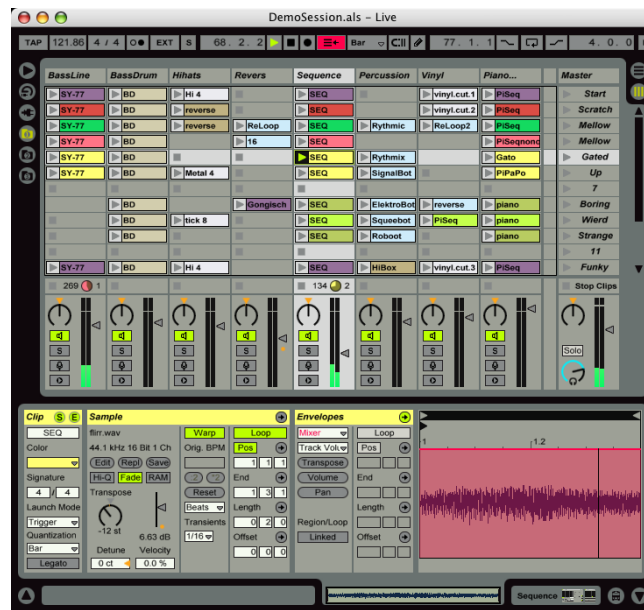 DemoSession.als – Live
TAP 121.86 4 / 4 EXT S 68. 2. 2 Bar 77. 1. 1 4. 0. 0
BassLine BassDrum Hihats Revers Sequence Percussion Vinyl Piano... Master
SY-77 BD Hi 4 SEQ vinyl.cut.1 PiSeq Start
SY-77 BD reverse SEQ vinyl.cut.2 PiSeq Scratch
SY-77 BD reverse ReLoop SEQ Rythmic ReLoop2 PiSeq Mellow
SY-77 BD 16 SEQ PiSeqnond Mellow
SY-77 BD SEQ Rythmix Gato Gated
SY-77 BD Metal 4 SEQ SignalBot PiPaPo Up
7
BD Gongisch SEQ ElektroBot reverse piano Boring
BD tick 8 SEQ Squeebot PiSeq piano Wierd
BD SEQ Roboot piano Strange
11
SY-77 BD Hi 4 SEQ HiBox vinyl.cut.3 PiSeq Funky
269 1 134 2 Stop Clips
S S S S S S S S Solo
Clip S E Sample Envelopes
SEQ flirr.wav Warp Loop Mixer Loop
Color 44.1 kHz 16 Bit 1 Ch Orig. BPM Pos Track Volu Pos 1 1.2
Edit Repl Save 1 1 1 Transpose
Signature Hi-Q Fade RAM :2 *2 End Volume End
4 / 4 Transpose Reset 1 3 1 Pan
Launch Mode Beats Length Length
Trigger -12 st 6.63 dB Transients 0 2 0 Region/Loop
Quantization 1/16 Offset Linked Offset
Bar Detune Velocity 0 0 0
Legato 0 ct 0.0 %
Sequence